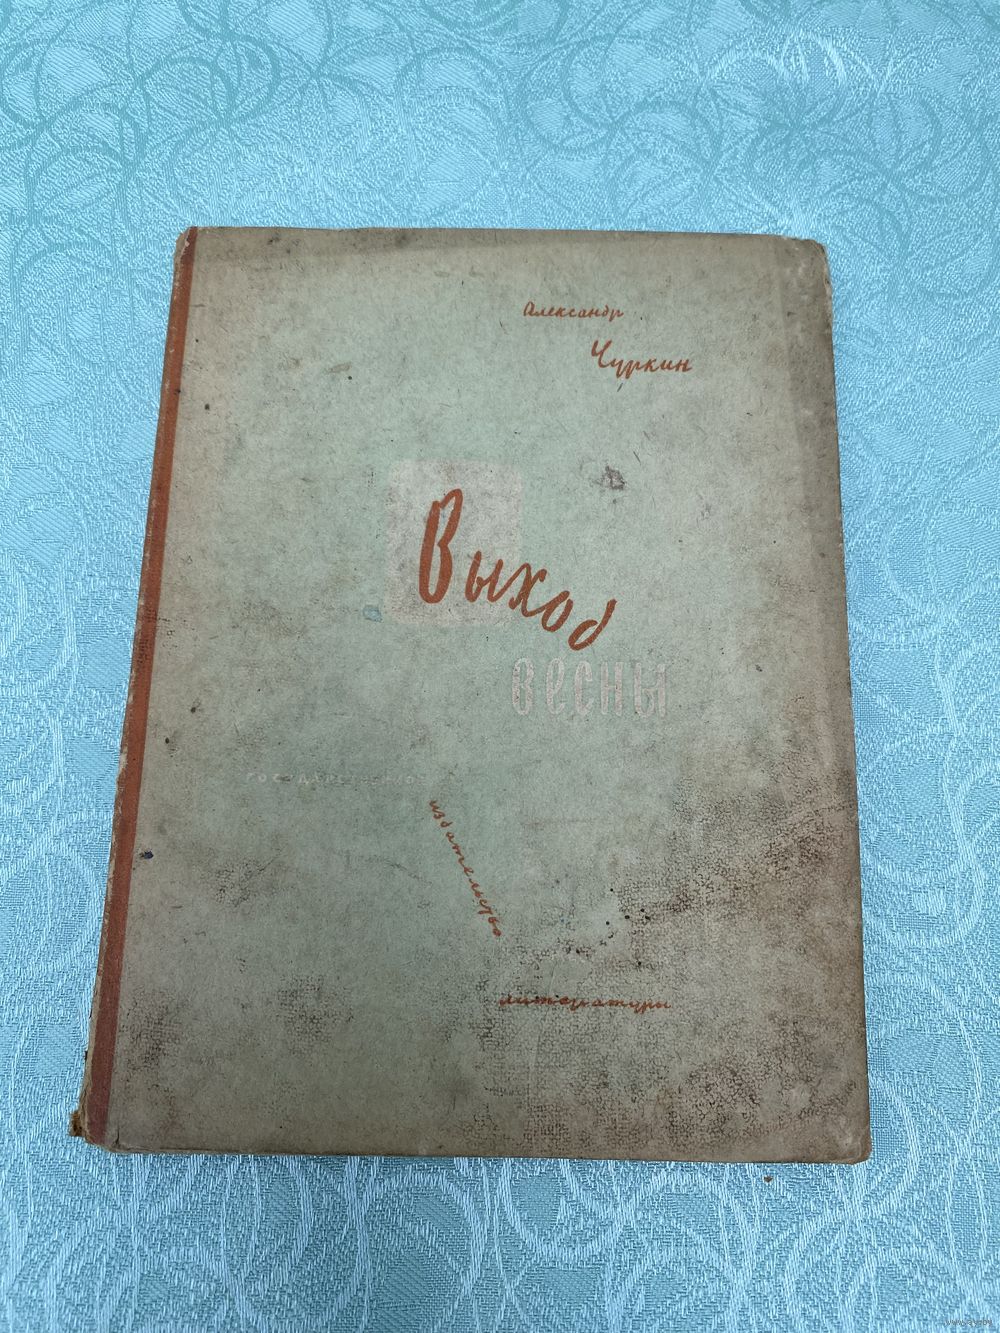 Александр
Чуркин
Выход
весны
государственное
издательство
литературы